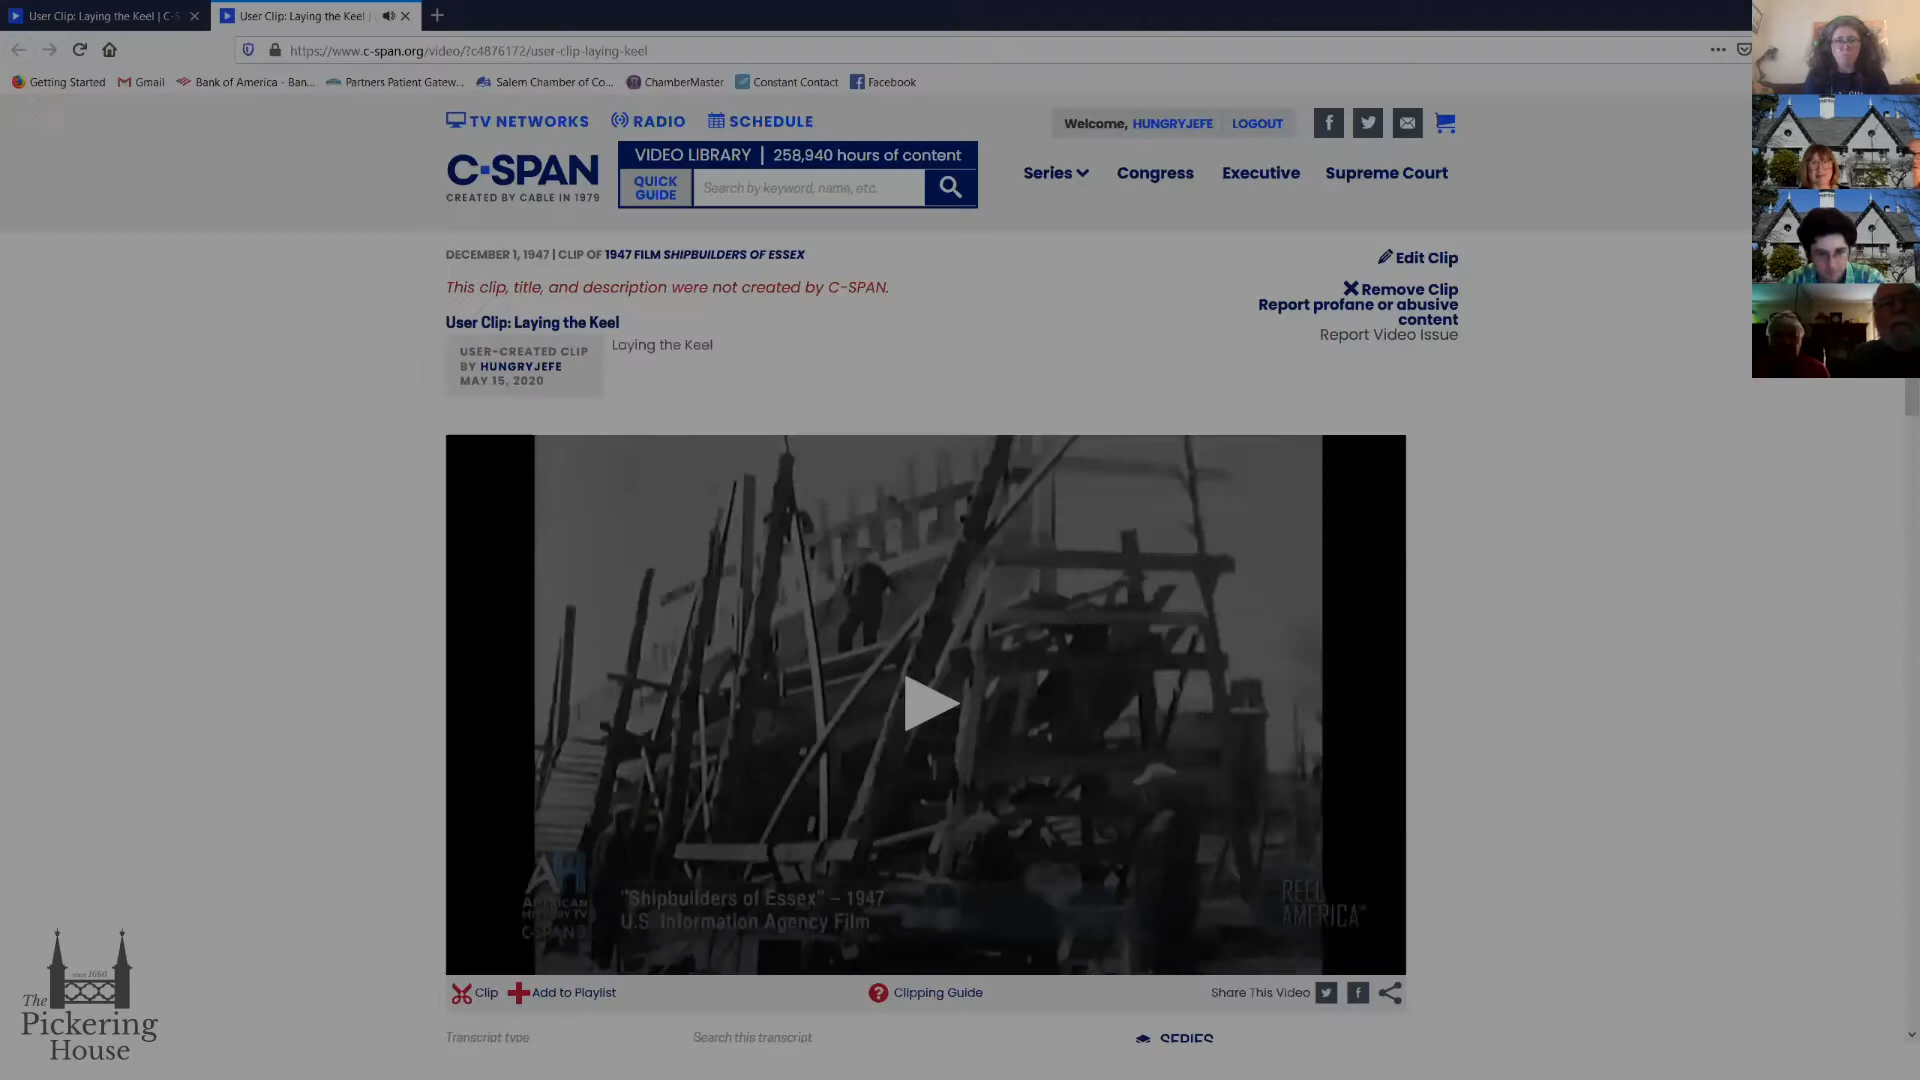 User Clip: Laying the Keel | C-S
User Clip: Laying the Keel |
https://www.c-span.org/video/?c4876172/user-clip-laying-keel
Getting Started
Gmail
Bank of America - Ban...
Partners Patient Gatew...
Salem Chamber of Co...
ChamberMaster
Constant Contact
Facebook
TV NETWORKS
RADIO
SCHEDULE
Welcome, HUNGRYJEFE
LOGOUT
C-SPAN
CREATED BY CABLE IN 1979
VIDEO LIBRARY | 258,940 hours of content
QUICK GUIDE
Search by keyword, name, etc.
Series
Congress
Executive
Supreme Court
DECEMBER 1, 1947 | CLIP OF 1947 FILM SHIPBUILDERS OF ESSEX
This clip, title, and description were not created by C-SPAN.
User Clip: Laying the Keel
USER-CREATED CLIP
BY HUNGRYJEFE
MAY 15, 2020
Laying the Keel
Edit Clip
Remove Clip
Report profane or abusive
content
Report Video Issue
AH
AMERICAN
HISTORY TV
C-SPAN3
"Shipbuilders of Essex" – 1947
U.S. Information Agency Film
REEL
AMERICA
Clip
Add to Playlist
Clipping Guide
Share This Video
Transcript type
Search this transcript
SERIES
since 1660
The
Pickering
House